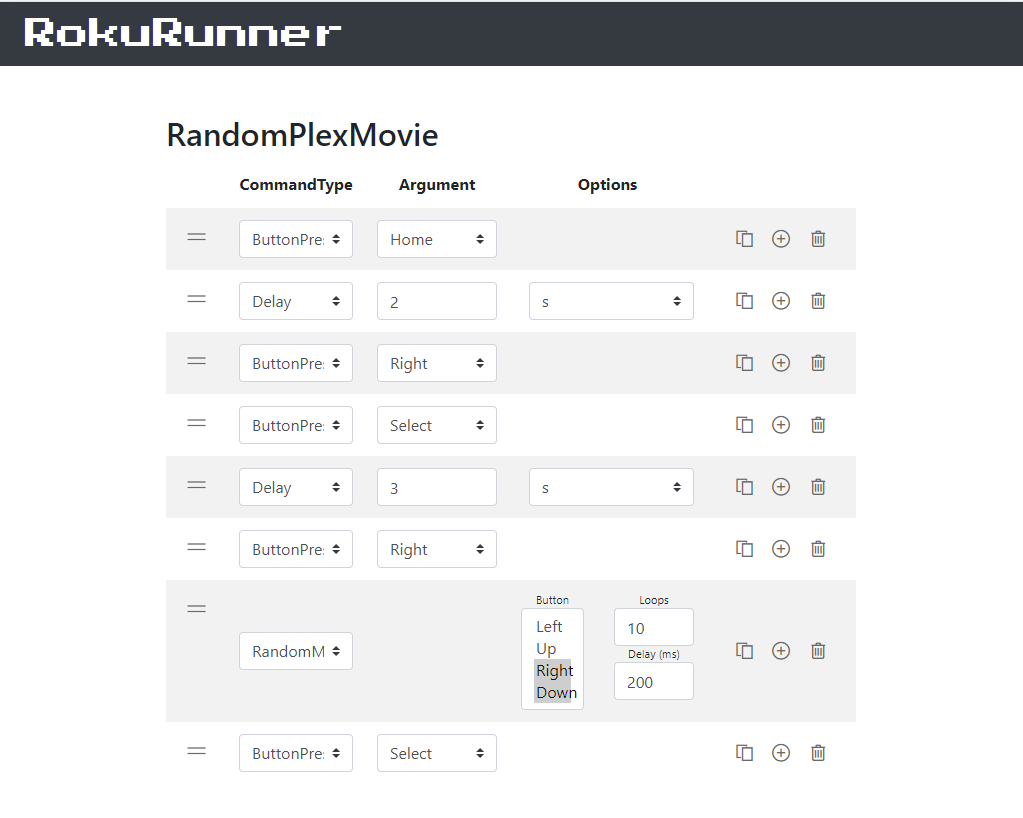 RokuRunner
RandomPlexMovie
CommandType Argument Options
ButtonPre Home
Delay 2 s
ButtonPre Right
ButtonPre Select
Delay 3 s
ButtonPre Right
Button Loops
Left 10
Up
RandomM Delay (ms)
Right 200
Down
ButtonPre Select